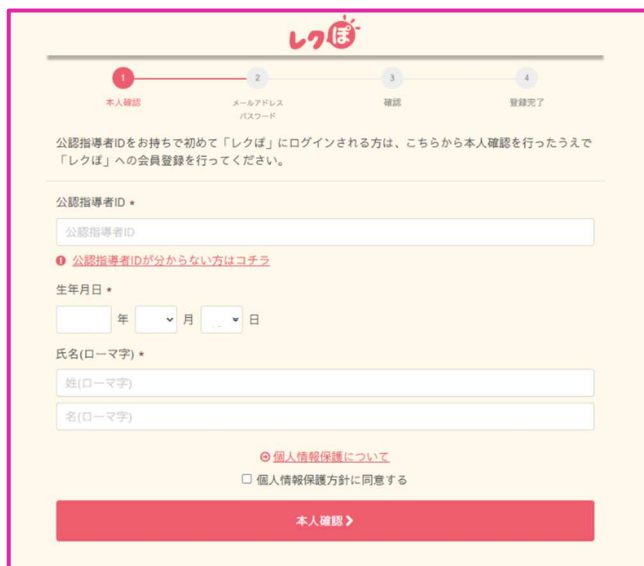 レクぽ
1 2 3 4
本人確認 メールアドレス 確認 登録完了
パスワード
公認指導者IDをお持ちで初めて「レクぽ」にログインされる方は、こちらから本人確認を行ったうえで
「レクぽ」への会員登録を行ってください。
公認指導者ID *
公認指導者ID
公認指導者IDが分からない方はコチラ
生年月日 *
年 月 日
氏名(ローマ字) *
姓(ローマ字)
名(ローマ字)
個人情報保護について
個人情報保護方針に同意する
本人確認